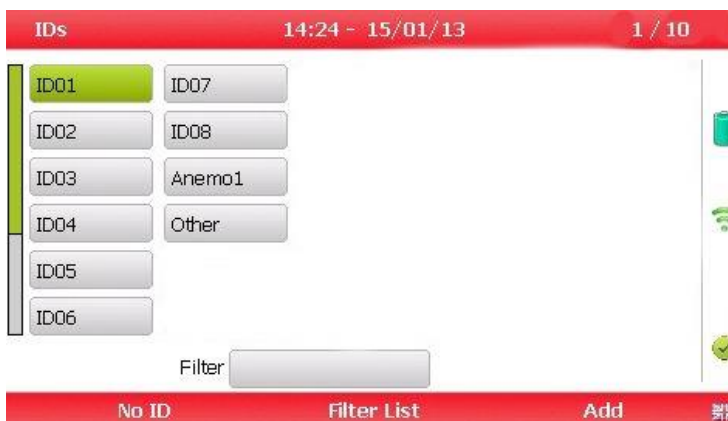 IDs 14:24 - 15/01/13 1 / 10
ID01 ID07
ID02 ID08
ID03 Anemo1
ID04 Other
ID05
ID06
Filter
No ID Filter List Add